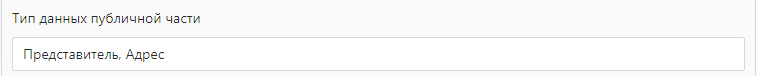 Тип данных публичной части
Представитель, Адрес